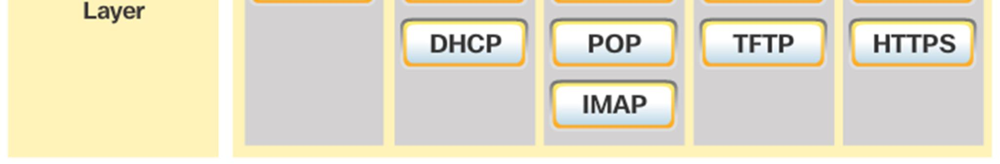 Layer
DHCP POP TFTP HTTPS
IMAP